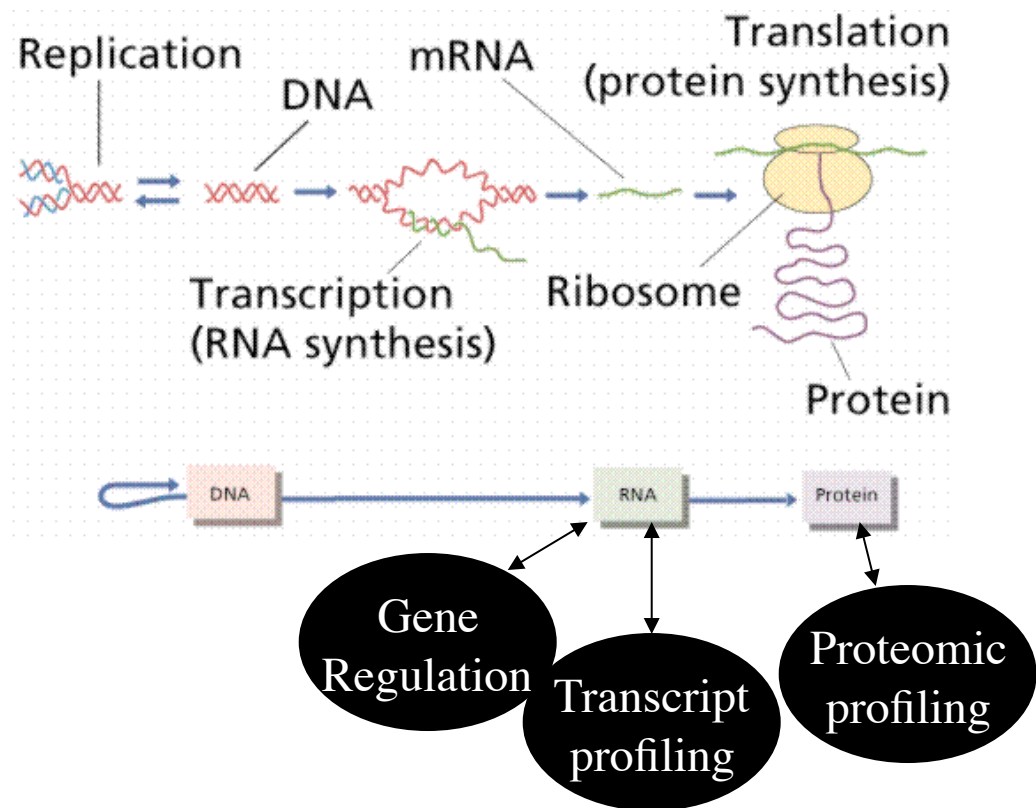 Replication
DNA
mRNA
Translation
(protein synthesis)
Transcription
(RNA synthesis)
Ribosome
Protein
DNA
RNA
Protein
Gene
Regulation
Transcript
profiling
Proteomic
profiling